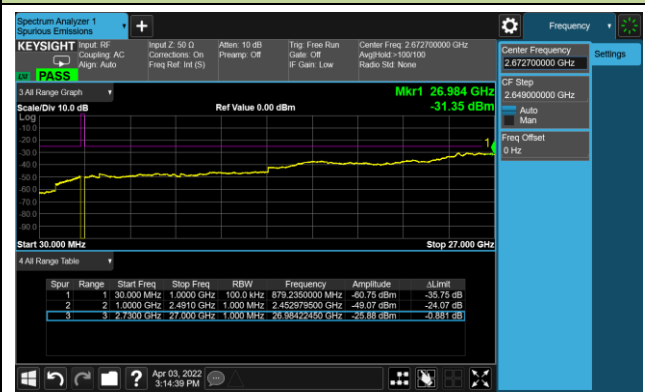 Spectrum Analyzer 1
Spurious Emissions
Frequency
KEYSIGHT
Input: RF
Coupling: AC
Align: Auto
Input Z: 50 Ω
Corrections: On
Freq Ref: Int (S)
Atten: 10 dB
Preamp: Off
Trig: Free Run
Gate: Off
IF Gain: Low
Center Freq: 2.672700000 GHz
Avg|Hold:>100/100
Radio Std: None
PASS
3 All Range Graph
Mkr1 26.984 GHz
-31.35 dBm
Scale/Div 10.0 dB
Ref Value 0.00 dBm
Log
-10.0
-20.0
-30.0
-40.0
-50.0
-60.0
-70.0
-80.0
-90.0
1
Start 30.000 MHz
Stop 27.000 GHz
4 All Range Table
Spur Range Start Freq Stop Freq RBW Frequency Amplitude ΔLimit
1 1 30.000 MHz 1.0000 GHz 100.0 kHz 879.2350000 MHz -60.75 dBm -35.75 dB
2 2 1.0000 GHz 2.4910 GHz 1.000 MHz 2.452979500 GHz -49.07 dBm -24.07 dB
3 3 2.7300 GHz 27.000 GHz 1.000 MHz 26.98422450 GHz -25.88 dBm -0.881 dB
Center Frequency
2.672700000 GHz
Settings
CF Step
2.649000000 GHz
Auto
Man
Freq Offset
0 Hz
?
Apr 03, 2022
3:14:39 PM